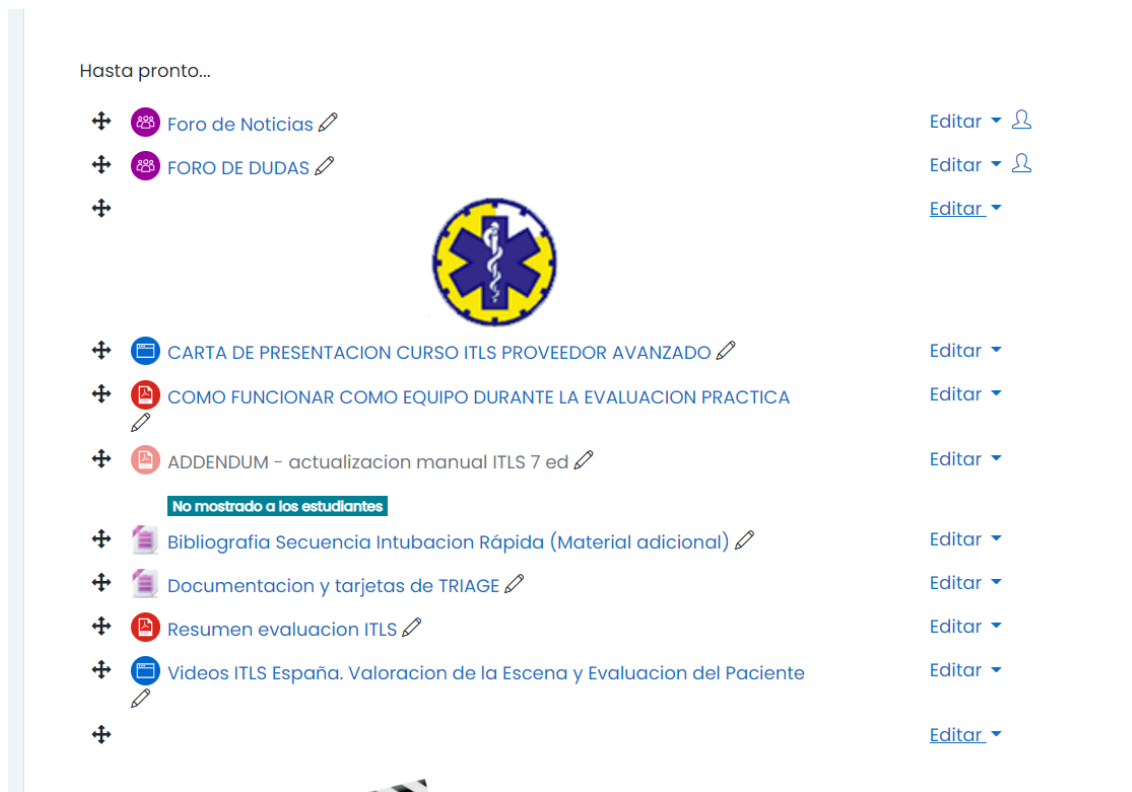 Hasta pronto...
Foro de Noticias Editar
FORO DE DUDAS Editar
Editar
CARTA DE PRESENTACION CURSO ITLS PROVEEDOR AVANZADO Editar
COMO FUNCIONAR COMO EQUIPO DURANTE LA EVALUACION PRACTICA Editar
ADDENDUM - actualizacion manual ITLS 7 ed Editar
No mostrado a los estudiantes
Bibliografia Secuencia Intubacion Rápida (Material adicional) Editar
Documentacion y tarjetas de TRIAGE Editar
Resumen evaluacion ITLS Editar
Videos ITLS España. Valoracion de la Escena y Evaluacion del Paciente Editar
Editar